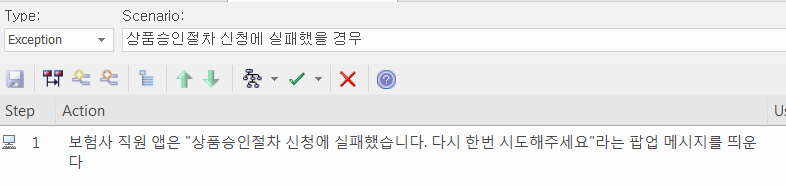 Type: Scenario:
Exception 상품승인절차 신청에 실패했을 경우
Step Action Us
1 보험사 직원 앱은 "상품승인절차 신청에 실패했습니다. 다시 한번 시도해주세요"라는 팝업 메시지를 띄운
다